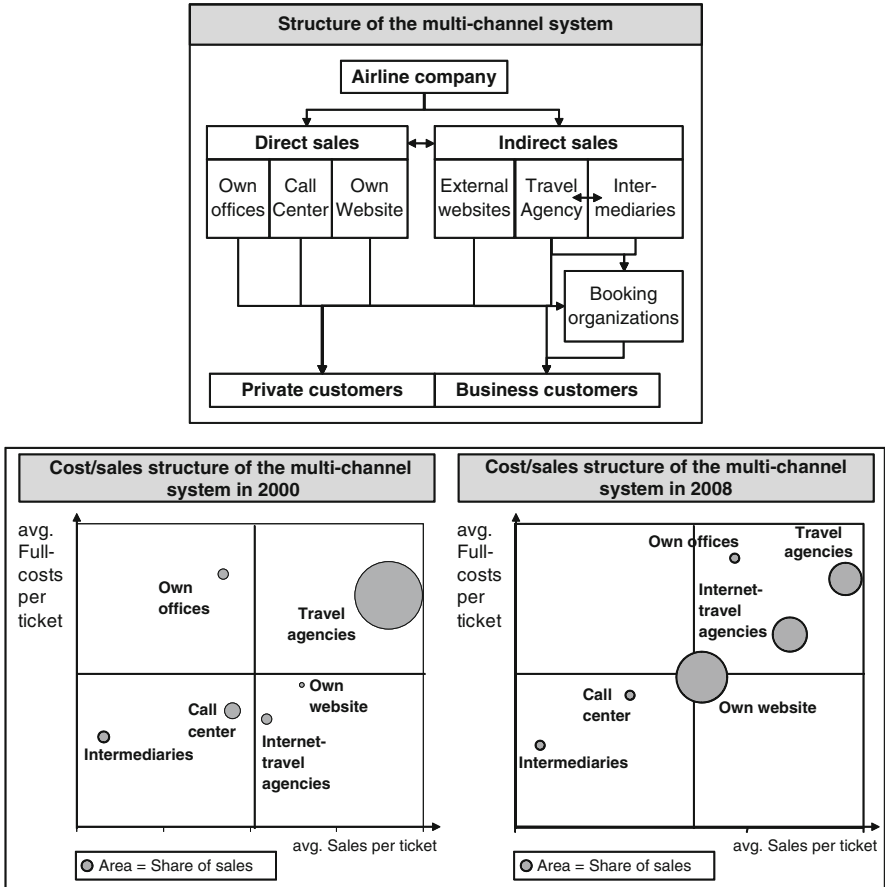 Structure of the multi-channel system
Airline company
Direct sales
Indirect sales
Own
offices
Call
Center
Own
Website
External
websites
Travel
Agency
Inter-
mediaries
Booking
organizations
Private customers
Business customers
Cost/sales structure of the multi-channel
system in 2000
avg.
Full-
costs
per
ticket
Own
offices
Travel
agencies
Own
website
Call
center
Intermediaries
Internet-
travel
agencies
avg. Sales per ticket
Area = Share of sales
Cost/sales structure of the multi-channel
system in 2008
avg.
Full-
costs
per
ticket
Own offices
Travel
agencies
Internet-
travel
agencies
Call
center
Own website
Intermediaries
avg. Sales per ticket
Area = Share of sales